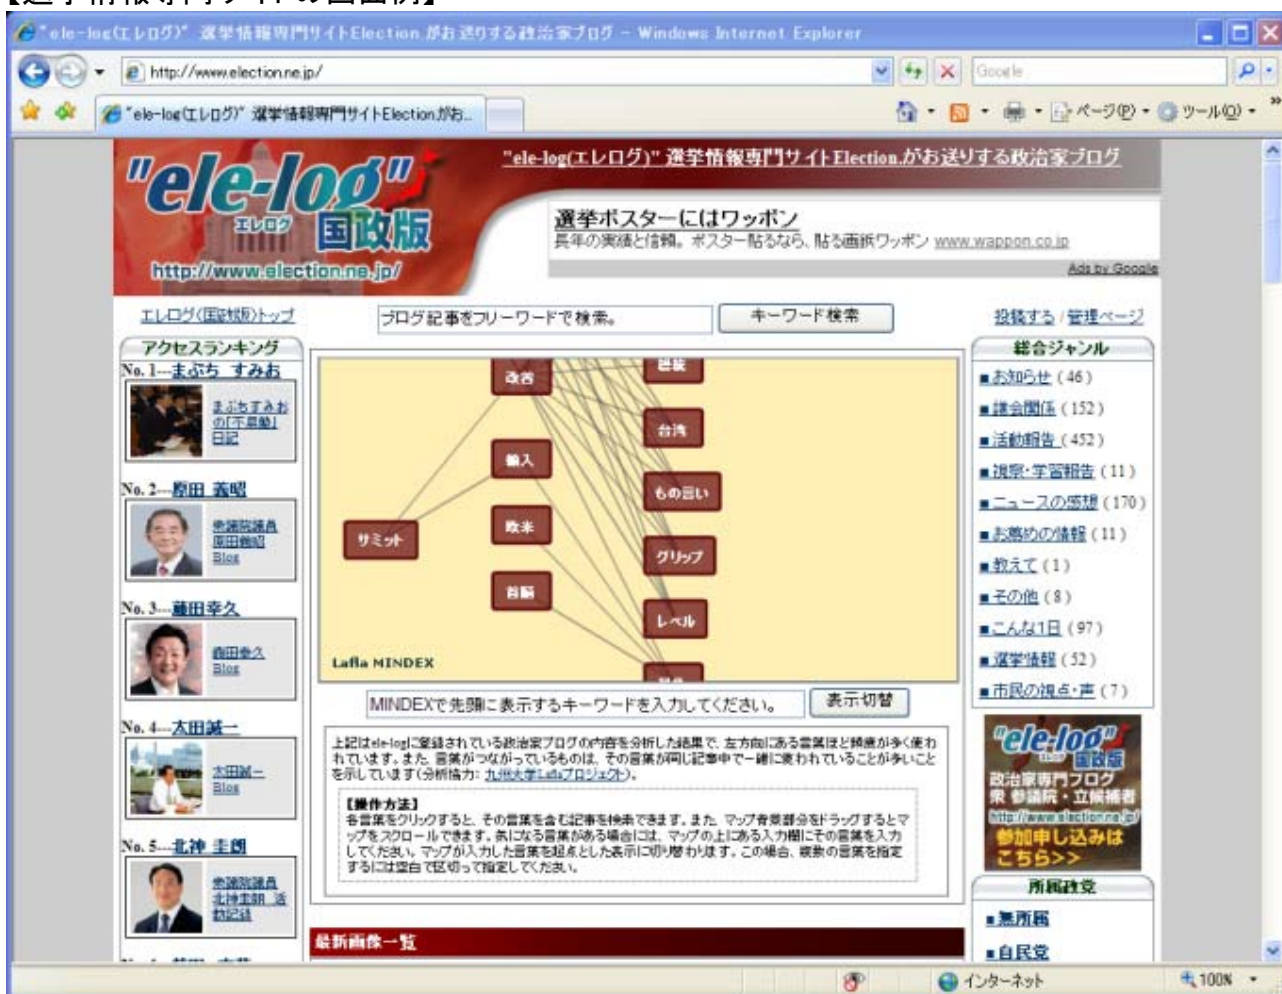 【選挙情報専門サイトの画面例】
"ele-log(エレログ)" 選挙情報専門サイトElection.がお送りする政治家ブログ - Windows Internet Explorer
http://www.election.ne.jp/
Google
"ele-log(エレログ)" 選挙情報専門サイトElection.がお...
ページ(P)
ツール(O)
"ele-log"
エレログ
国政版
http://www.election.ne.jp/
"ele-log(エレログ)" 選挙情報専門サイトElection.がお送りする政治家ブログ
選挙ポスターにはワッポン
長年の実績と信頼。ポスター貼るなら、貼る画鋲ワッポン www.wappon.co.jp
Ads by Google
エレログ(国政版)トップ
ブログ記事をフリーワードで検索。
キーワード検索
投稿する / 管理ページ
アクセスランキング
No. 1---まぶち すみお
まぶちすみおの「不易塾」日記
No. 2---原田 義昭
衆議院議員
原田義昭
Blog
No. 3---藤田幸久
藤田幸久
Blog
No. 4---太田誠一
太田誠一
Blog
No. 5---北神 圭朗
衆議院議員
北神圭朗 活動記録
改善
輸入
サミット
欧米
首脳
台湾
もの言い
グリップ
レベル
Lafla MINDEX
MINDEXで先頭に表示するキーワードを入力してください。
表示切替
上記はele-logに登録されている政治家ブログの内容を分析した結果で、左方向にある言葉ほど頻度が多く使わ
れています。また、言葉がつながっているものは、その言葉が同じ記事中で一緒に使われていることが多いこと
を示しています(分析協力: 九州大学Laflaプロジェクト)。
【操作方法】
各言葉をクリックすると、その言葉を含む記事を検索できます。また、マップ背景部分をドラッグするとマ
ップをスクロールできます。気になる言葉がある場合には、マップの上にある入力欄にその言葉を入力
してください。マップが入力した言葉を起点とした表示に切り替わります。この場合、複数の言葉を指定
するには空白で区切って指定してください。
最新画像一覧
総合ジャンル
■お知らせ (46)
■議会関係 (152)
■活動報告 (452)
■視察・学習報告 (11)
■ニュースの感想 (170)
■お薦めの情報 (11)
■教えて (1)
■その他 (8)
■こんな1日 (97)
■選挙情報 (52)
■市民の視点・声 (7)
"ele-log"
エレログ 国政版
政治家専門ブログ
衆 参議院・立候補者
http://www.election.ne.jp/
参加申し込みは
こちら>>
所属政党
■無所属
■自民党
インターネット
100%